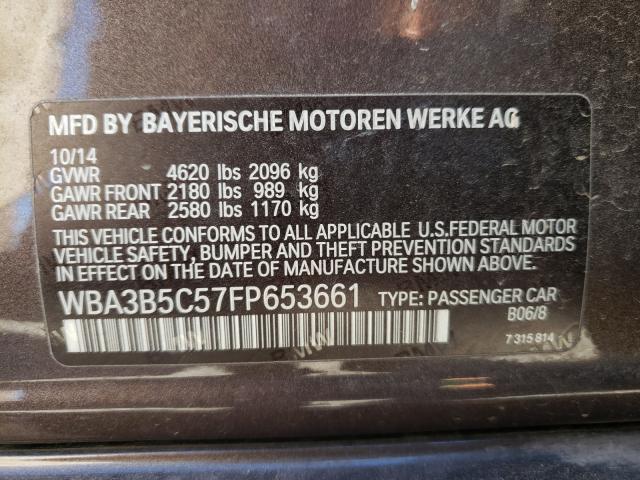 MFD BY BAYERISCHE MOTOREN WERKE AG
10/14
GVWR 4620 lbs 2096 kg
GAWR FRONT 2180 lbs 989 kg
GAWR REAR 2580 lbs 1170 kg
THIS VEHICLE CONFORMS TO ALL APPLICABLE U.S.FEDERAL MOTOR
VEHICLE SAFETY, BUMPER AND THEFT PREVENTION STANDARDS
IN EFFECT ON THE DATE OF MANUFACTURE SHOWN ABOVE.
WBA3B5C57FP653661 TYPE: PASSENGER CAR
B06/8
7 315 814